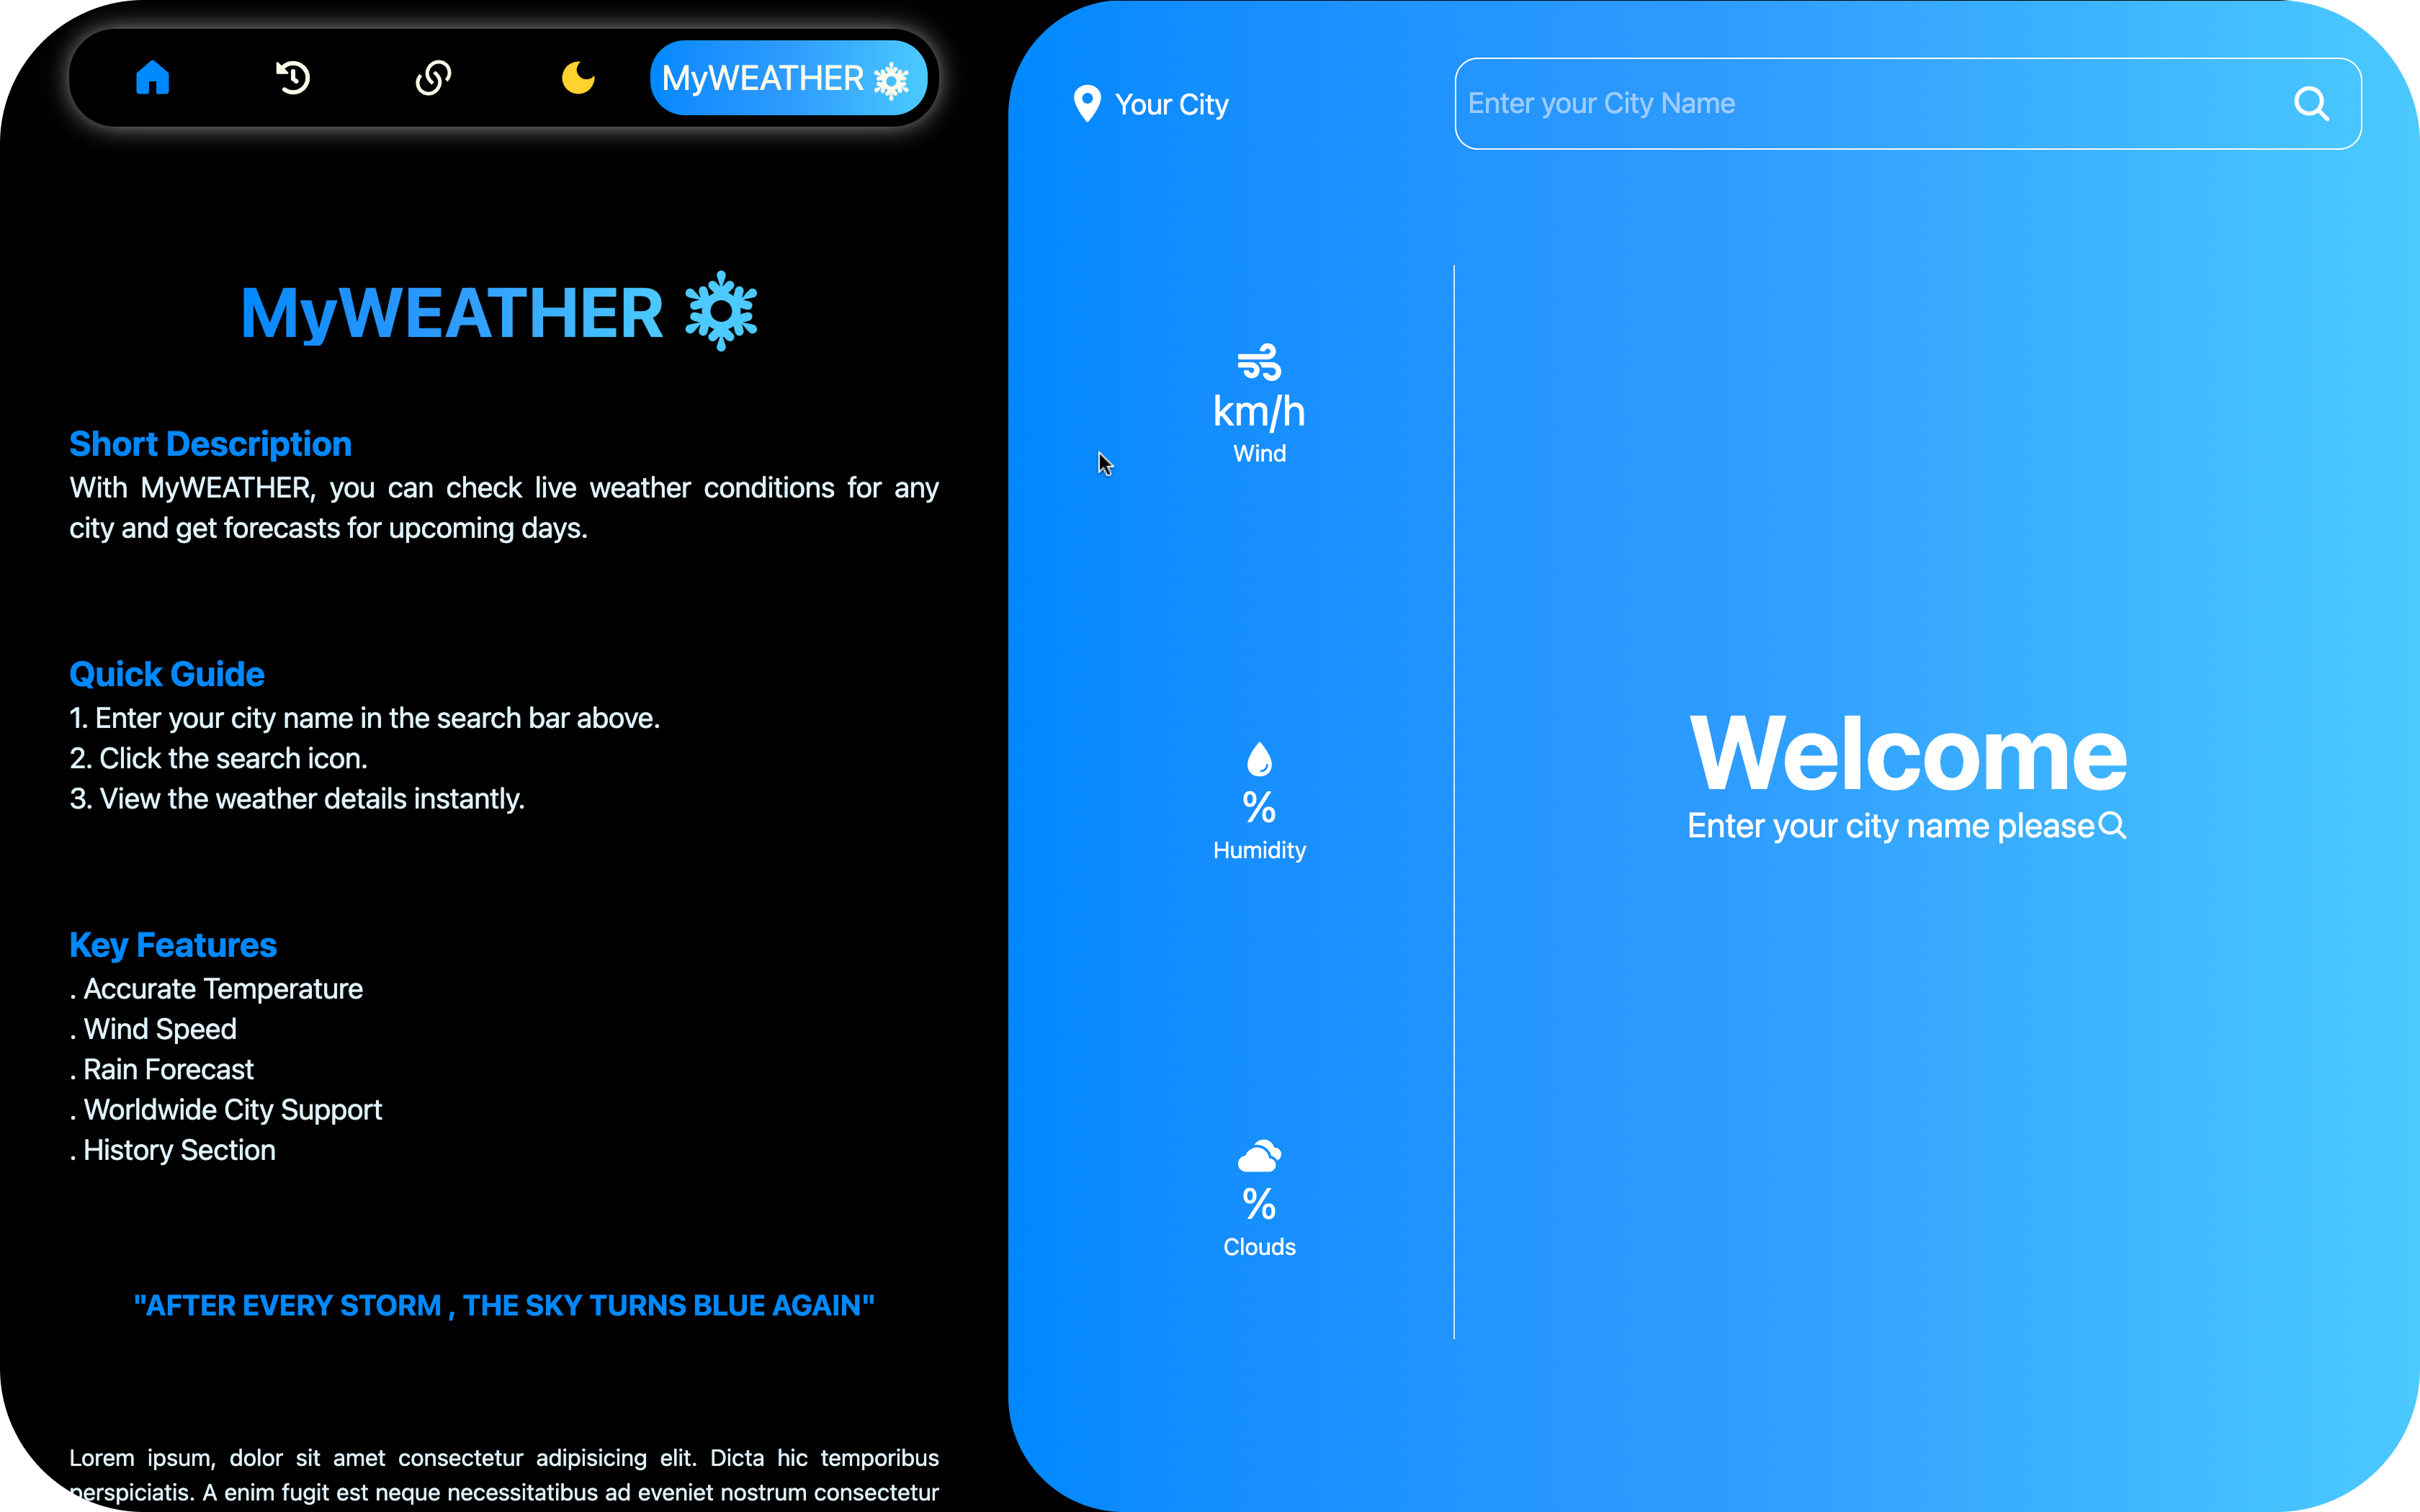 MyWEATHER
MyWEATHER
Short Description
With MyWEATHER, you can check live weather conditions for any
city and get forecasts for upcoming days.
Quick Guide
1. Enter your city name in the search bar above.
2. Click the search icon.
3. View the weather details instantly.
Key Features
. Accurate Temperature
. Wind Speed
. Rain Forecast
. Worldwide City Support
. History Section
"AFTER EVERY STORM , THE SKY TURNS BLUE AGAIN"
Lorem ipsum, dolor sit amet consectetur adipisicing elit. Dicta hic temporibus
perspiciatis. A enim fugit est neque necessitatibus ad eveniet nostrum consectetur
Your City
Enter your City Name
km/h
Wind
%
Humidity
%
Clouds
Welcome
Enter your city name please